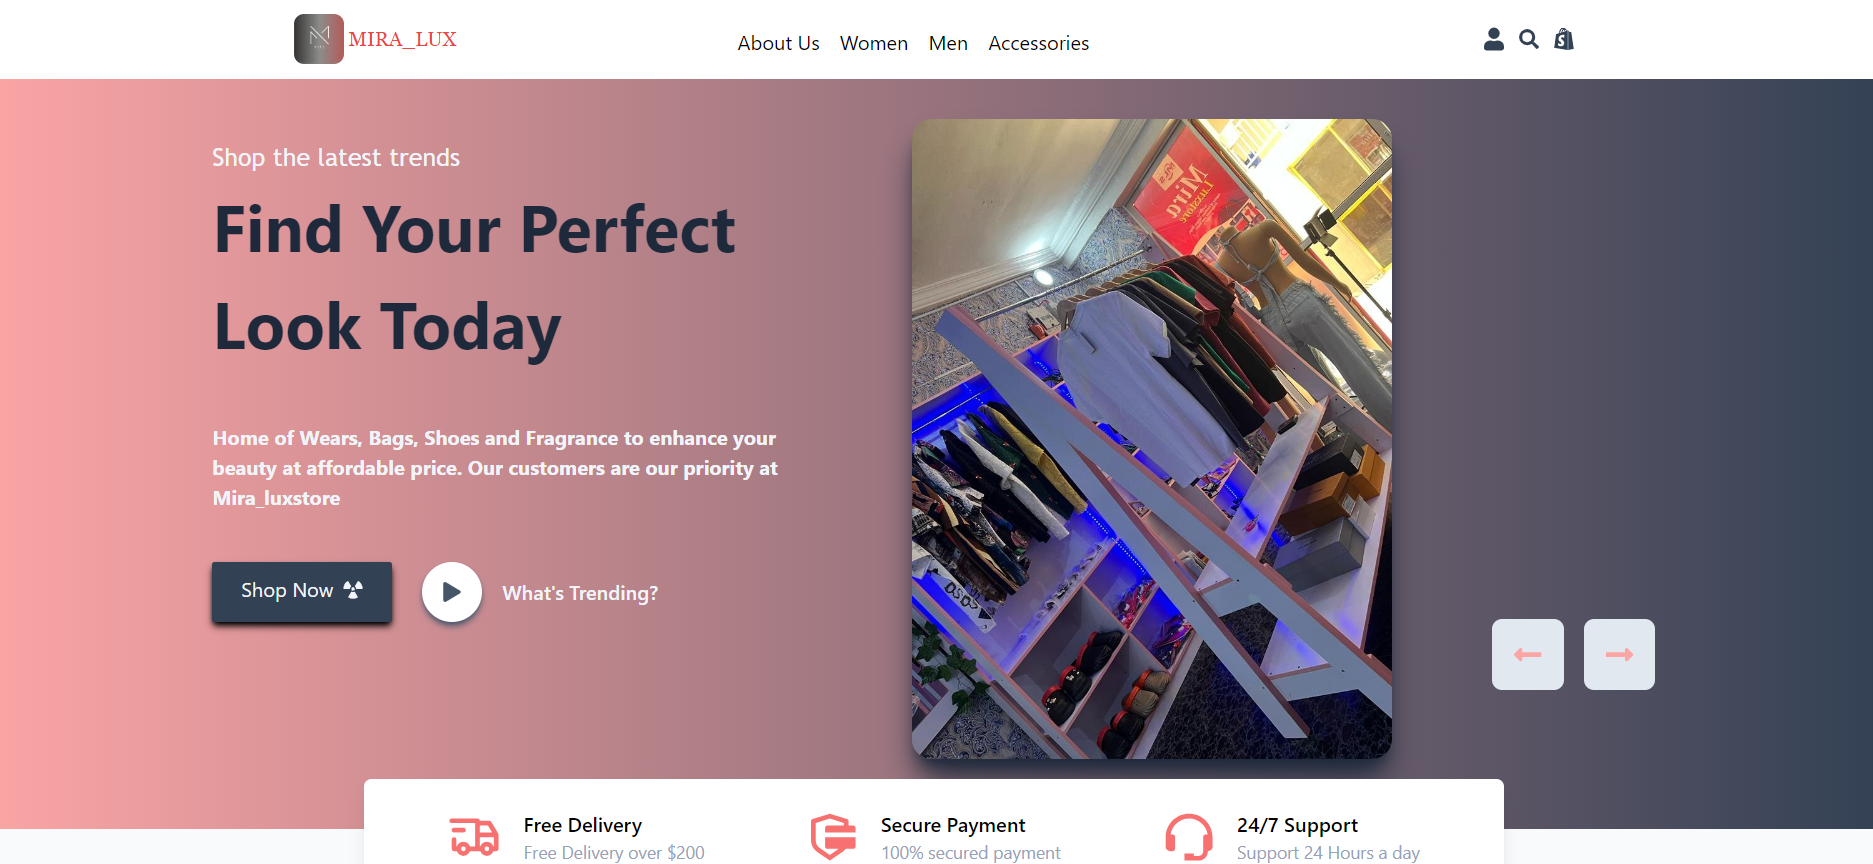 MIRA_LUX
About Us Women Men Accessories
Shop the latest trends
Find Your Perfect
Look Today
Home of Wears, Bags, Shoes and Fragrance to enhance your
beauty at affordable price. Our customers are our priority at
Mira_luxstore
Shop Now
What's Trending?
Mira
Luxstore
Free Delivery
Free Delivery over $200
Secure Payment
100% secured payment
24/7 Support
Support 24 Hours a day